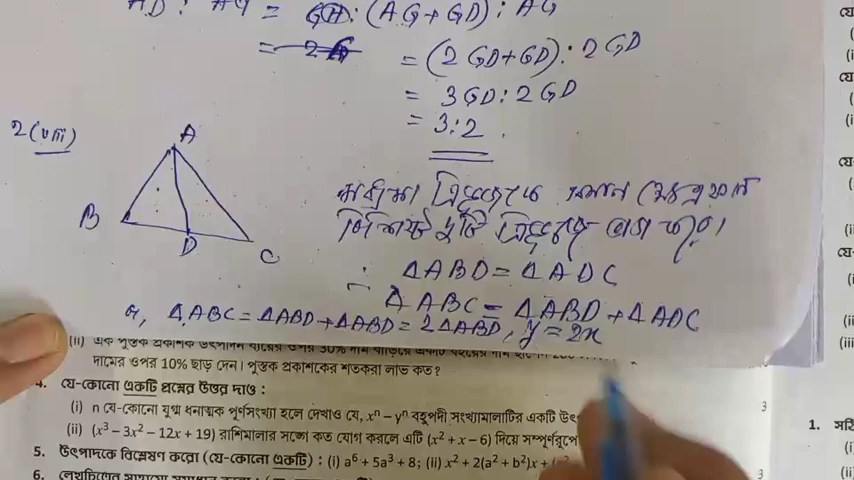 AD : AG = GD : (AG+GD) : AG
= (2GD+GD) : 2GD
= 3GD : 2GD
= 3:2
2(viii)
A
B
D
C
মধ্যমা ত্রিভুজকে সমান ক্ষেত্রফল
বিশিষ্ট দুটি ত্রিভুজে ভাগ করে।
∴ ΔABD = ΔADC
ΔABC = ΔABD + ΔADC
বা, ΔABC = ΔABD + ΔABD = 2ΔABD, y = 2x
দামের ওপর 10% ছাড় দেন। পুস্তক প্রকাশকের শতকরা লাভ কত?
4. যে-কোনো একটি প্রশ্নের উত্তর দাও : 3
(i) n যে-কোনো যুগ্ম ধনাত্মক পূর্ণসংখ্যা হলে দেখাও যে, xⁿ – yⁿ বহুপদী সংখ্যামালাটির একটি
(ii) (x³ – 3x² – 12x + 19) রাশিমালার সঙ্গে কত যোগ করলে এটি (x² + x – 6) দিয়ে
5. উৎপাদকে বিশ্লেষণ করো (যে-কোনো একটি) : (i) a⁶ + 5a³ + 8; (ii) x² + 2(a² + b²)x + 3
6.
1.